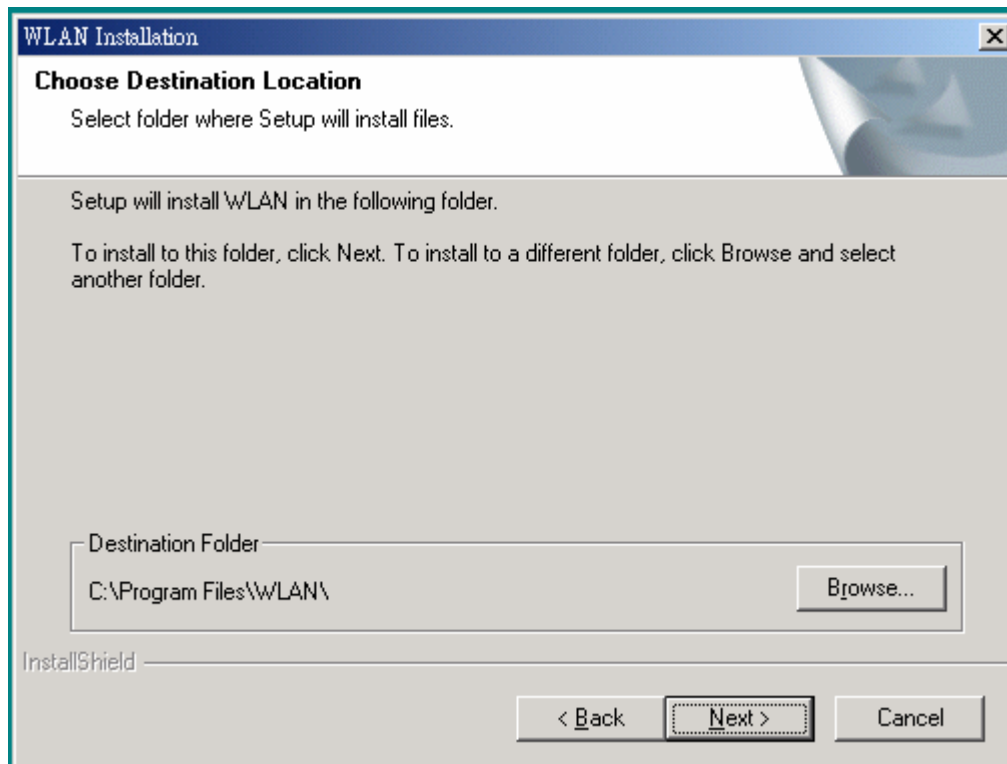 WLAN Installation
Choose Destination Location
Select folder where Setup will install files.
Setup will install WLAN in the following folder.
To install to this folder, click Next. To install to a different folder, click Browse and select
another folder.
Destination Folder
C:\Program Files\WLAN\
Browse...
InstallShield
< Back
Next >
Cancel